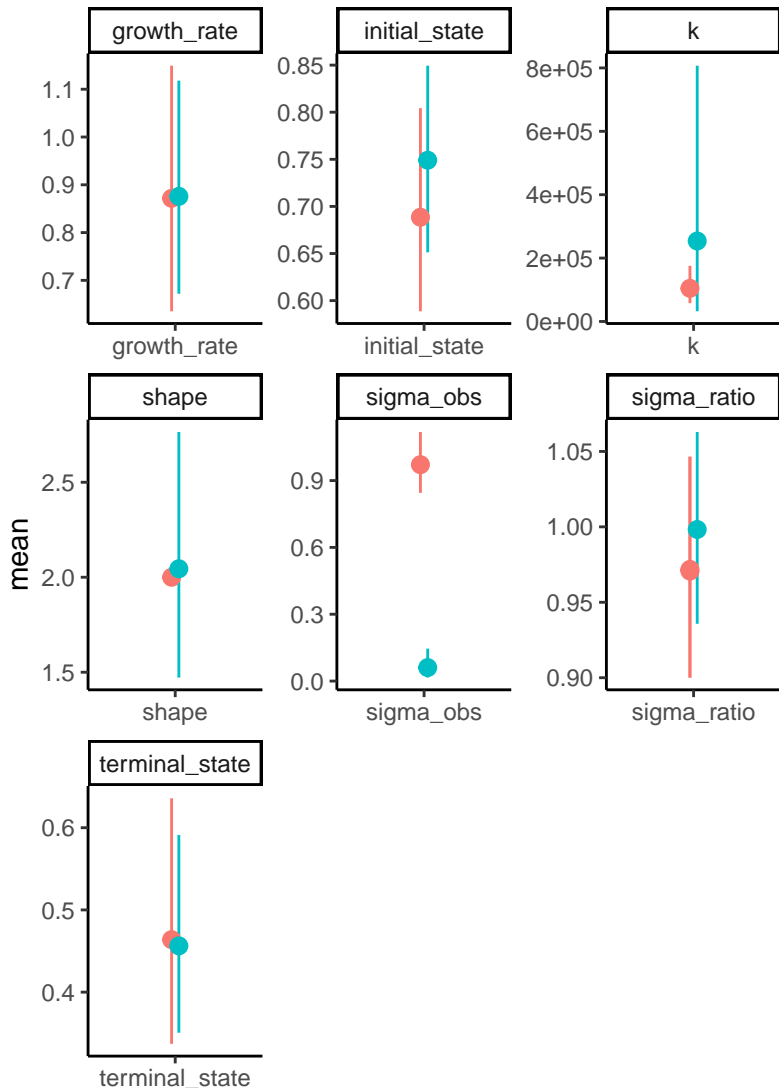 growth_rate
initial_state
k
1.1
1.0
0.9
0.8
0.7
0.85
0.80
0.75
0.70
0.65
0.60
8e+05
6e+05
4e+05
2e+05
0e+00
growth_rate
initial_state
k
shape
sigma_obs
sigma_ratio
mean
2.5
2.0
1.5
0.9
0.6
0.3
0.0
1.05
1.00
0.95
0.90
shape
sigma_obs
sigma_ratio
terminal_state
0.6
0.5
0.4
terminal_state